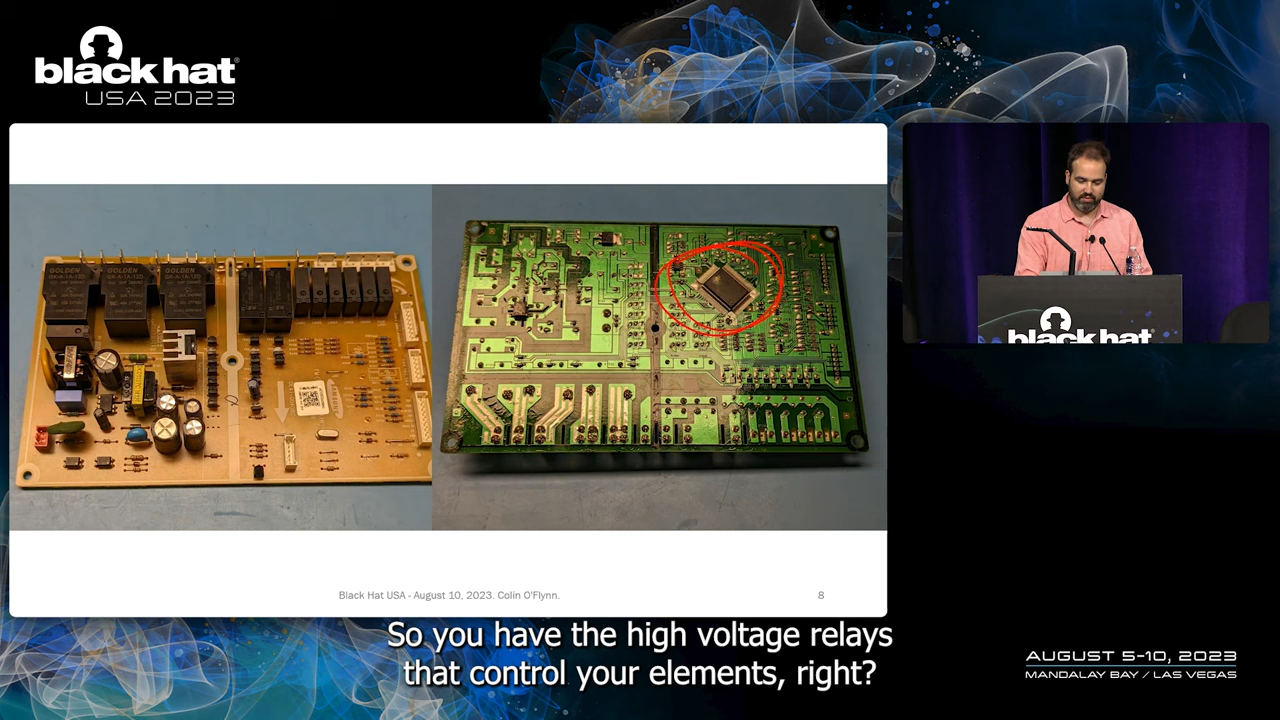 black hat®
USA 2023
GOLDEN
GOLDEN
GOLDEN
black hat
Black Hat USA - August 10, 2023. Colin O'Flynn.
8
So you have the high voltage relays
that control your elements, right?
AUGUST 5-10, 2023
MANDALAY BAY / LAS VEGAS